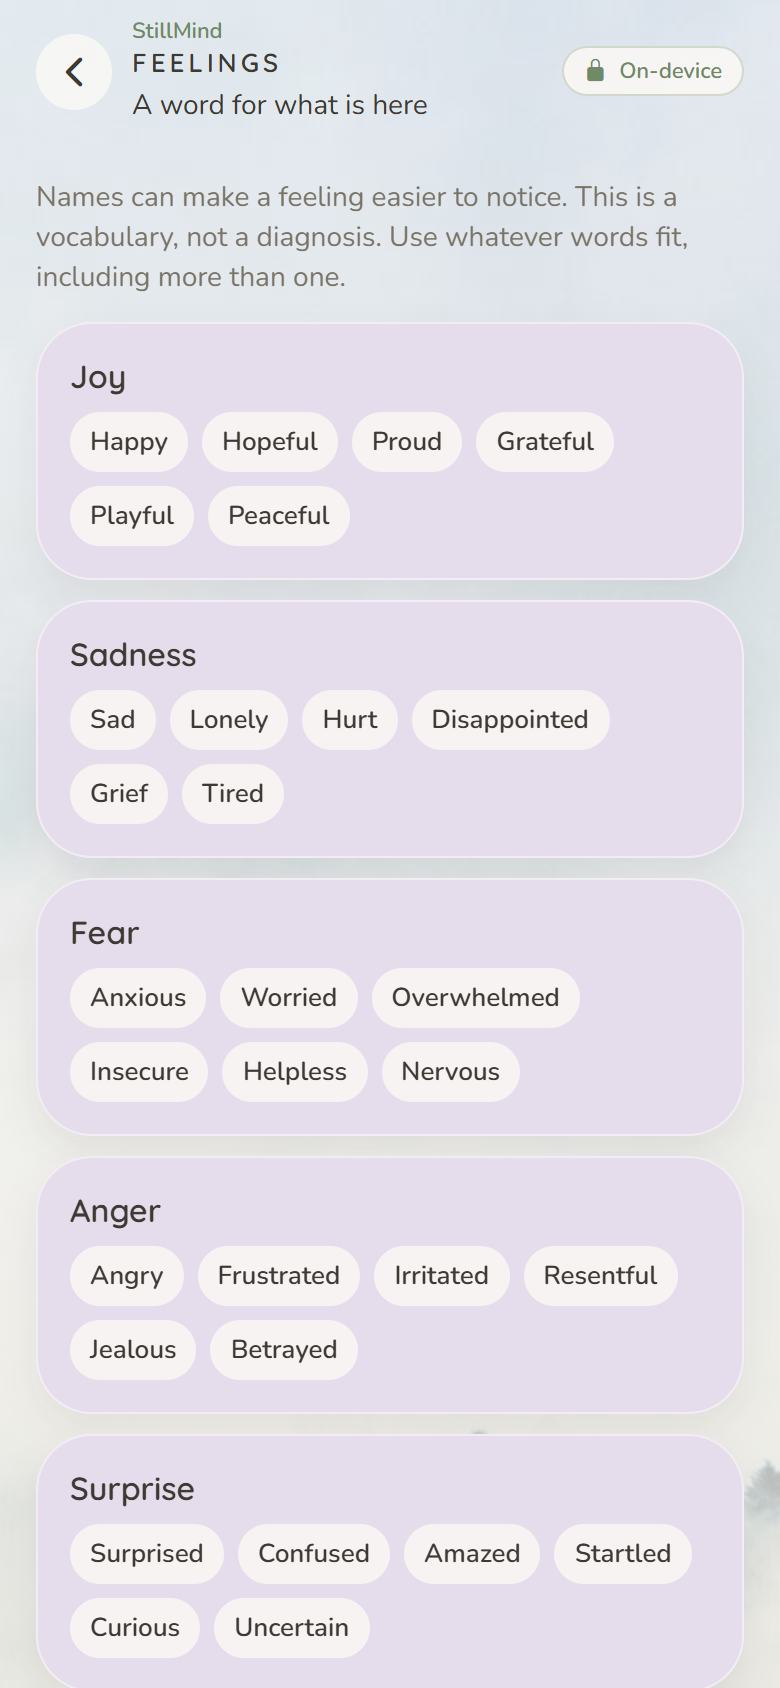 StillMind
FEELINGS
A word for what is here
On-device
Names can make a feeling easier to notice. This is a
vocabulary, not a diagnosis. Use whatever words fit,
including more than one.
Joy
Happy Hopeful Proud Grateful
Playful Peaceful
Sadness
Sad Lonely Hurt Disappointed
Grief Tired
Fear
Anxious Worried Overwhelmed
Insecure Helpless Nervous
Anger
Angry Frustrated Irritated Resentful
Jealous Betrayed
Surprise
Surprised Confused Amazed Startled
Curious Uncertain